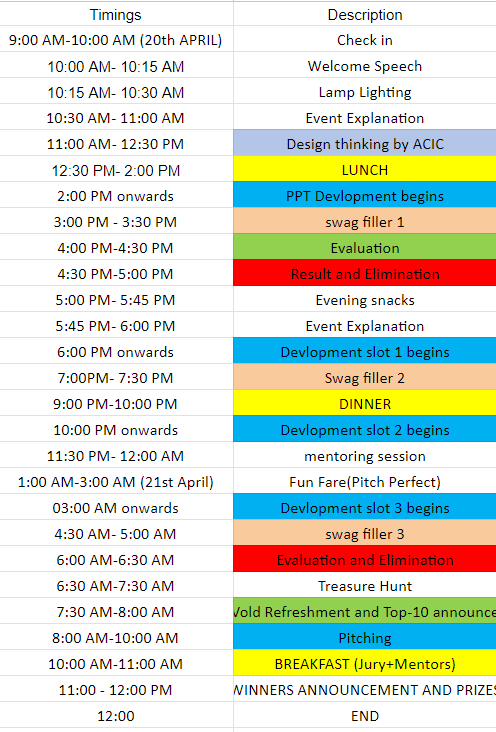 Timings Description
9:00 AM-10:00 AM (20th APRIL) Check in
10:00 AM- 10:15 AM Welcome Speech
10:15 AM- 10:30 AM Lamp Lighting
10:30 AM- 11:00 AM Event Explanation
11:00 AM- 12:30 PM Design thinking by ACIC
12:30 PM- 2:00 PM LUNCH
2:00 PM onwards PPT Devlopment begins
3:00 PM - 3:30 PM swag filler 1
4:00 PM-4:30 PM Evaluation
4:30 PM-5:00 PM Result and Elimination
5:00 PM- 5:45 PM Evening snacks
5:45 PM- 6:00 PM Event Explanation
6:00 PM onwards Devlopment slot 1 begins
7:00PM- 7:30 PM Swag filler 2
9:00 PM-10:00 PM DINNER
10:00 PM onwards Devlopment slot 2 begins
11:30 PM- 12:00 AM mentoring session
1:00 AM-3:00 AM (21st April) Fun Fare(Pitch Perfect)
03:00 AM onwards Devlopment slot 3 begins
4:30 AM- 5:00 AM swag filler 3
6:00 AM-6:30 AM Evaluation and Elimination
6:30 AM-7:30 AM Treasure Hunt
7:30 AM-8:00 AM Vold Refreshment and Top-10 announce
8:00 AM-10:00 AM Pitching
10:00 AM-11:00 AM BREAKFAST (Jury+Mentors)
11:00 - 12:00 PM WINNERS ANNOUNCEMENT AND PRIZES
12:00 END